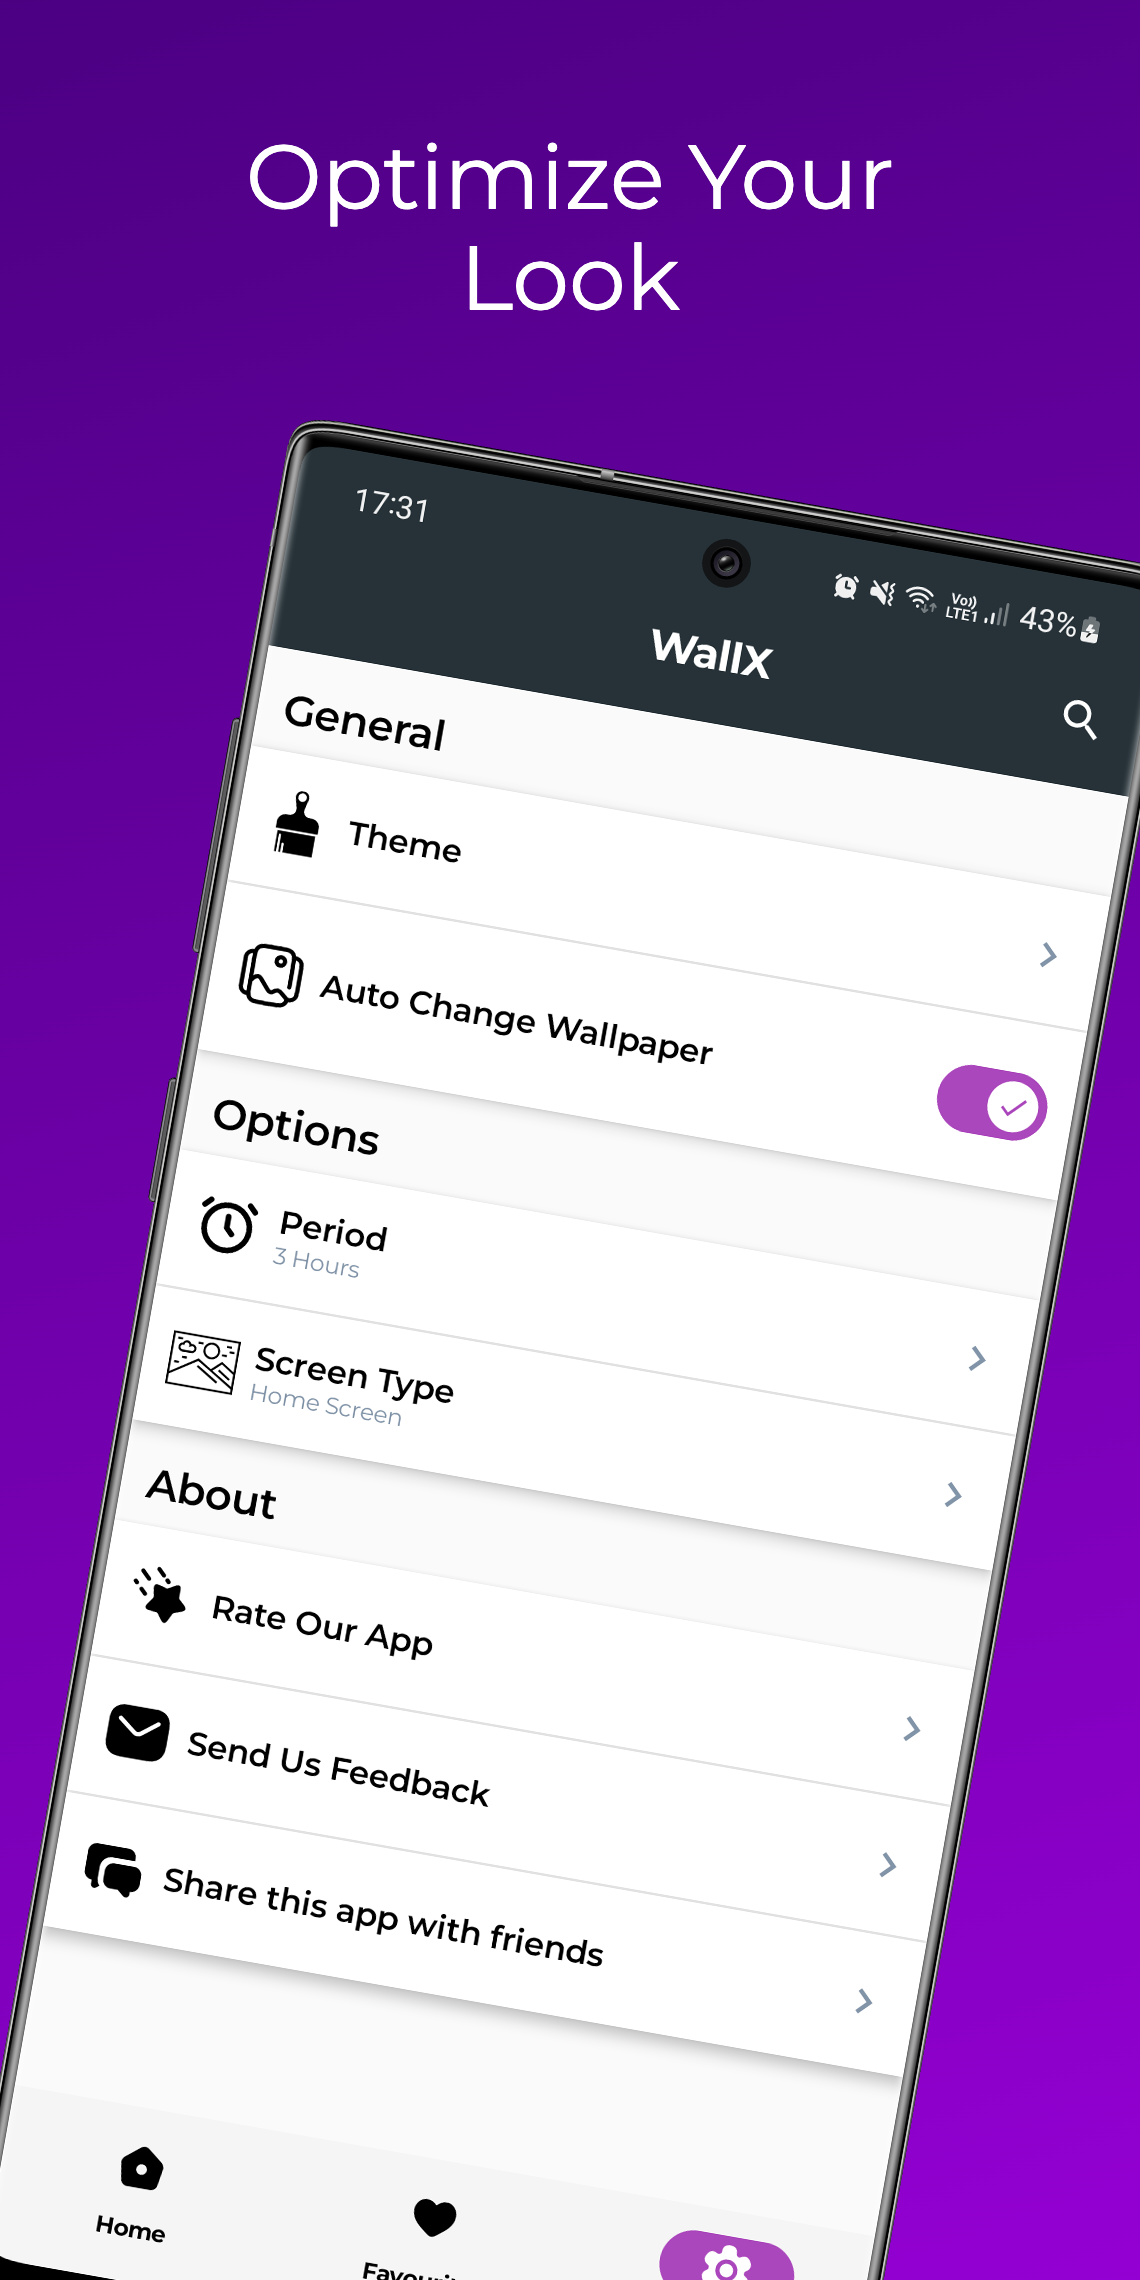 Optimize Your
Look
17:31
Vo))
LTE1
43%
WallX
General
Theme
Auto Change Wallpaper
Options
Period
3 Hours
Screen Type
Home Screen
About
Rate Our App
Send Us Feedback
Share this app with friends
Home